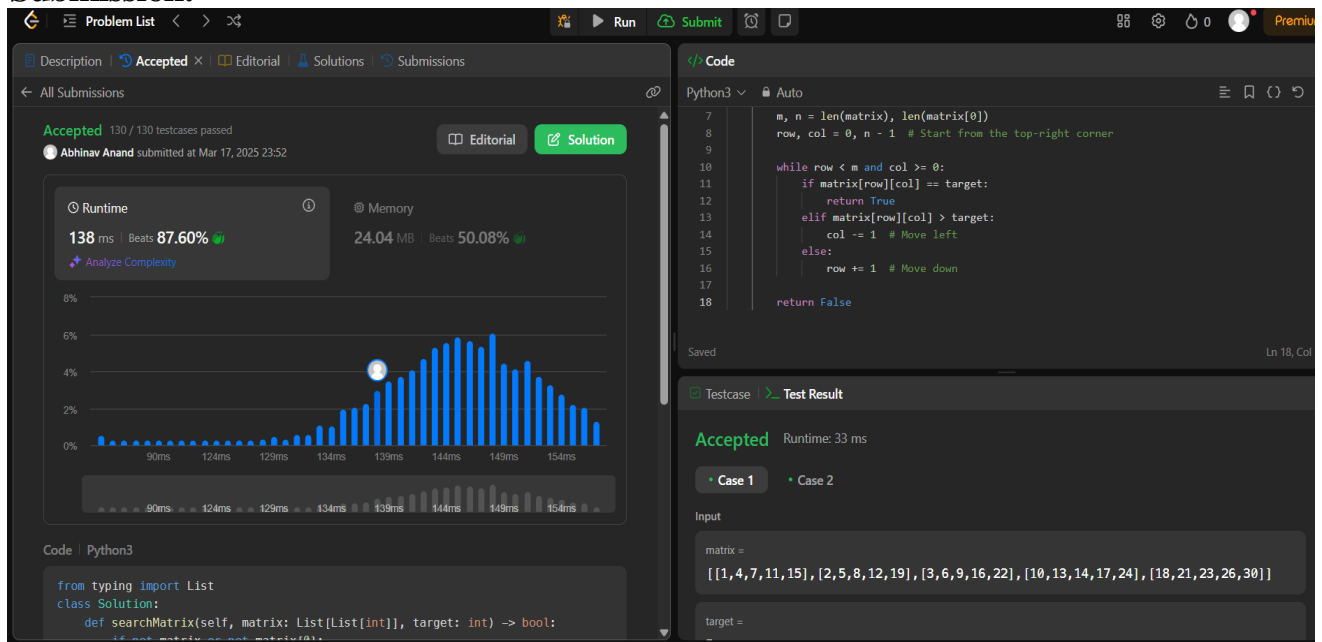 Submission:
Problem List
Run
Submit
0
Premiu
Description
Accepted
Editorial
Solutions
Submissions
All Submissions
Accepted 130 / 130 testcases passed
Abhinav Anand submitted at Mar 17, 2025 23:52
Editorial
Solution
Runtime
138 ms Beats 87.60%
Analyze Complexity
Memory
24.04 MB Beats 50.08%
8%
6%
4%
2%
0%
90ms 124ms 129ms 134ms 139ms 144ms 149ms 154ms
90ms 124ms 129ms 134ms 139ms 144ms 149ms 154ms
Code Python3
from typing import List
class Solution:
def searchMatrix(self, matrix: List[List[int]], target: int) -> bool:
if not matrix or not matrix[0]:
</> Code
Python3 Auto
7 m, n = len(matrix), len(matrix[0])
8 row, col = 0, n - 1 # Start from the top-right corner
9
10 while row < m and col >= 0:
11 if matrix[row][col] == target:
12 return True
13 elif matrix[row][col] > target:
14 col -= 1 # Move left
15 else:
16 row += 1 # Move down
17
18 return False
Saved
Ln 18, Col
Testcase
Test Result
Accepted Runtime: 33 ms
Case 1 Case 2
Input
matrix =
[[1,4,7,11,15],[2,5,8,12,19],[3,6,9,16,22],[10,13,14,17,24],[18,21,23,26,30]]
target =